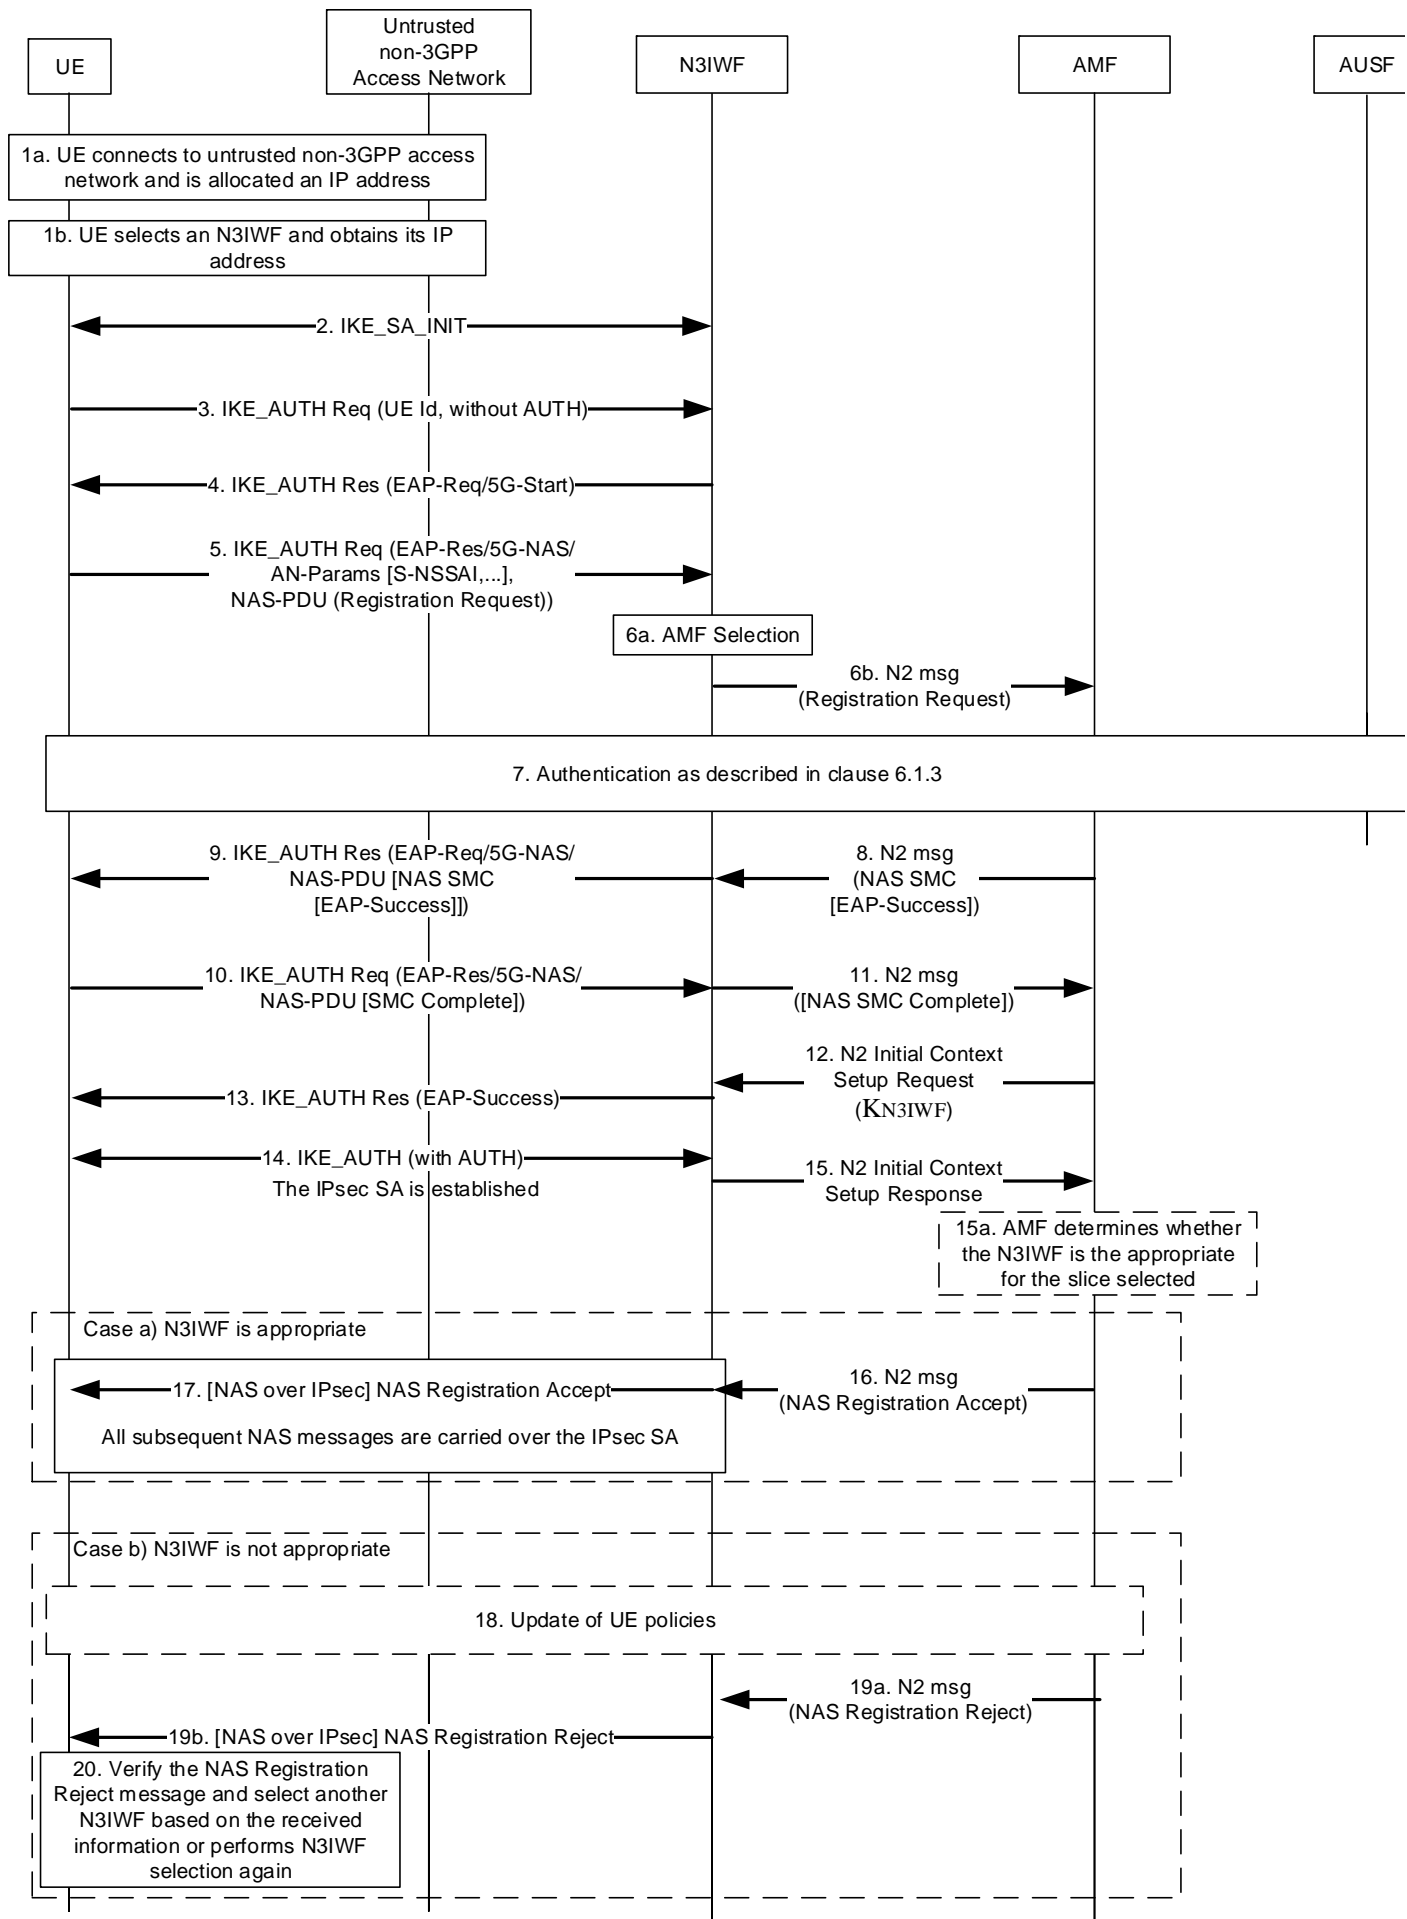 UE
Untrusted
non-3GPP
Access Network
N3IWF
AMF
AUSF
1a. UE connects to untrusted non-3GPP access
network and is allocated an IP address
1b. UE selects an N3IWF and obtains its IP
address
2. IKE_SA_INIT
3. IKE_AUTH Req (UE Id, without AUTH)
4. IKE_AUTH Res (EAP-Req/5G-Start)
5. IKE_AUTH Req (EAP-Res/5G-NAS/
AN-Params [S-NSSAI,...],
NAS-PDU (Registration Request))
6a. AMF Selection
6b. N2 msg
(Registration Request)
7. Authentication as described in clause 6.1.3
9. IKE_AUTH Res (EAP-Req/5G-NAS/
NAS-PDU [NAS SMC
[EAP-Success]])
8. N2 msg
(NAS SMC
[EAP-Success])
10. IKE_AUTH Req (EAP-Res/5G-NAS/
NAS-PDU [SMC Complete])
11. N2 msg
([NAS SMC Complete])
12. N2 Initial Context
Setup Request
(KN3IWF)
13. IKE_AUTH Res (EAP-Success)
14. IKE_AUTH (with AUTH)
The IPsec SA is established
15. N2 Initial Context
Setup Response
15a. AMF determines whether
the N3IWF is the appropriate
for the slice selected
Case a) N3IWF is appropriate
17. [NAS over IPsec] NAS Registration Accept
16. N2 msg
(NAS Registration Accept)
All subsequent NAS messages are carried over the IPsec SA
Case b) N3IWF is not appropriate
18. Update of UE policies
19a. N2 msg
(NAS Registration Reject)
19b. [NAS over IPsec] NAS Registration Reject
20. Verify the NAS Registration
Reject message and select another
N3IWF based on the received
information or performs N3IWF
selection again